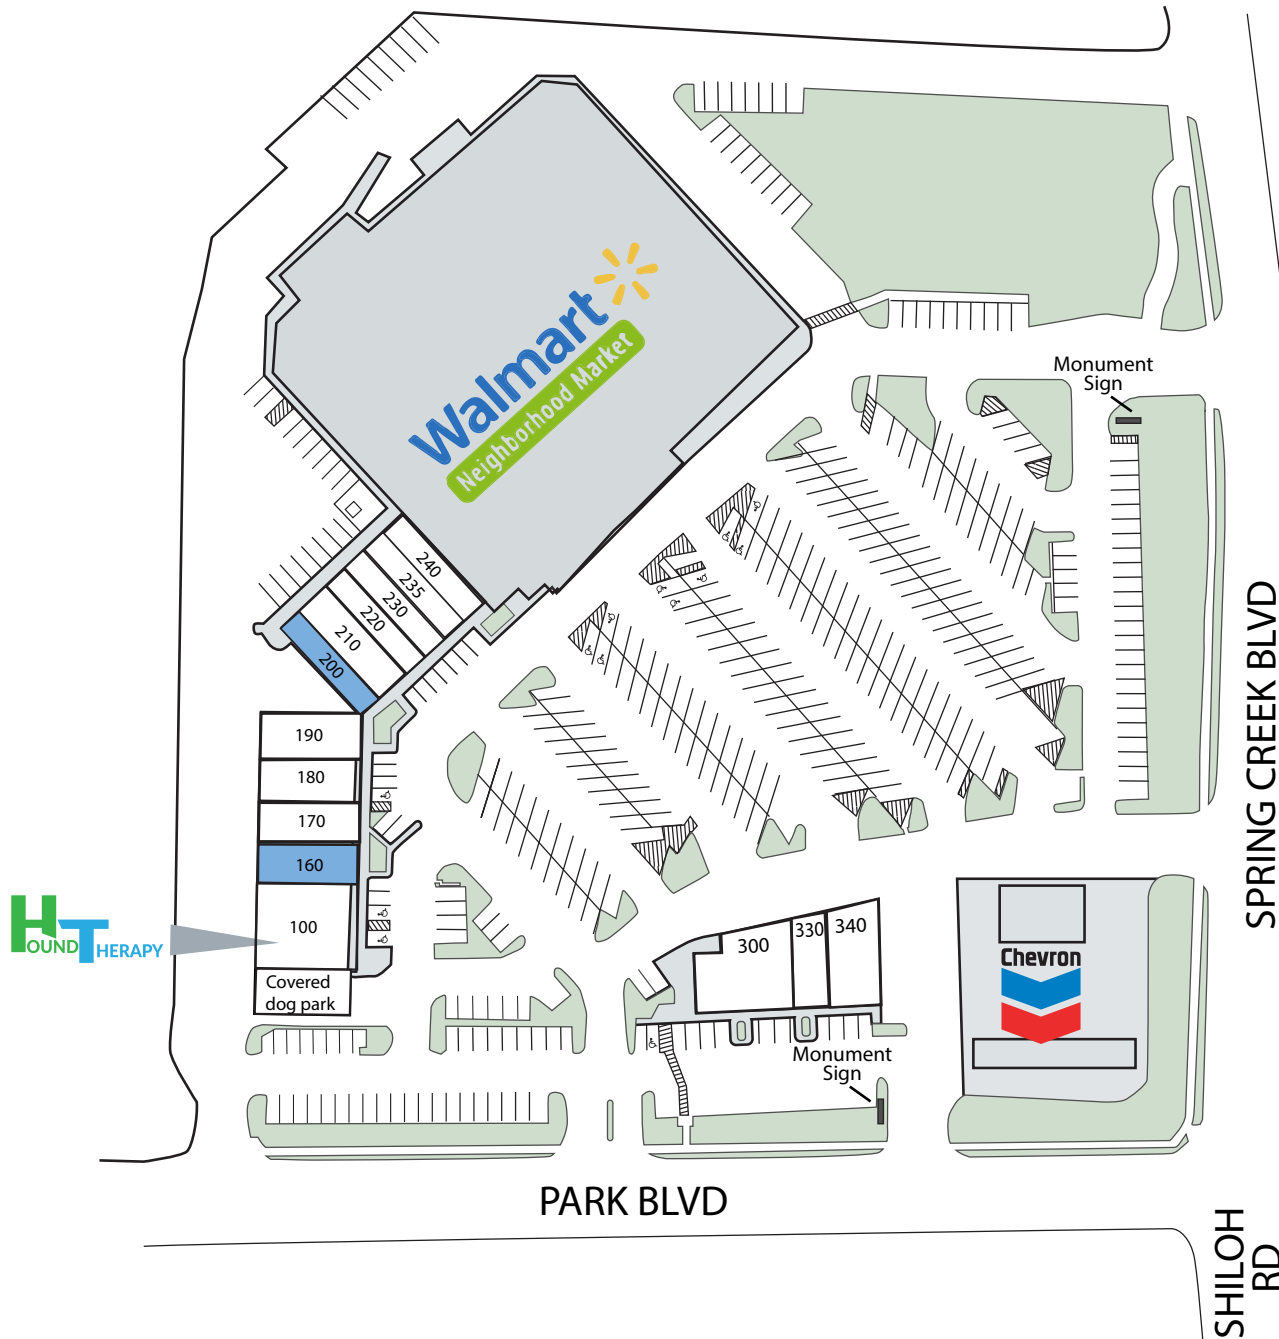 Walmart
Neighborhood Market
Monument
Sign
240
235
230
220
210
200
190
180
170
160
100
HOUND THERAPY
Covered
dog park
300
330
340
Chevron
Monument
Sign
SPRING CREEK BLVD
PARK BLVD
SHILOH
RD